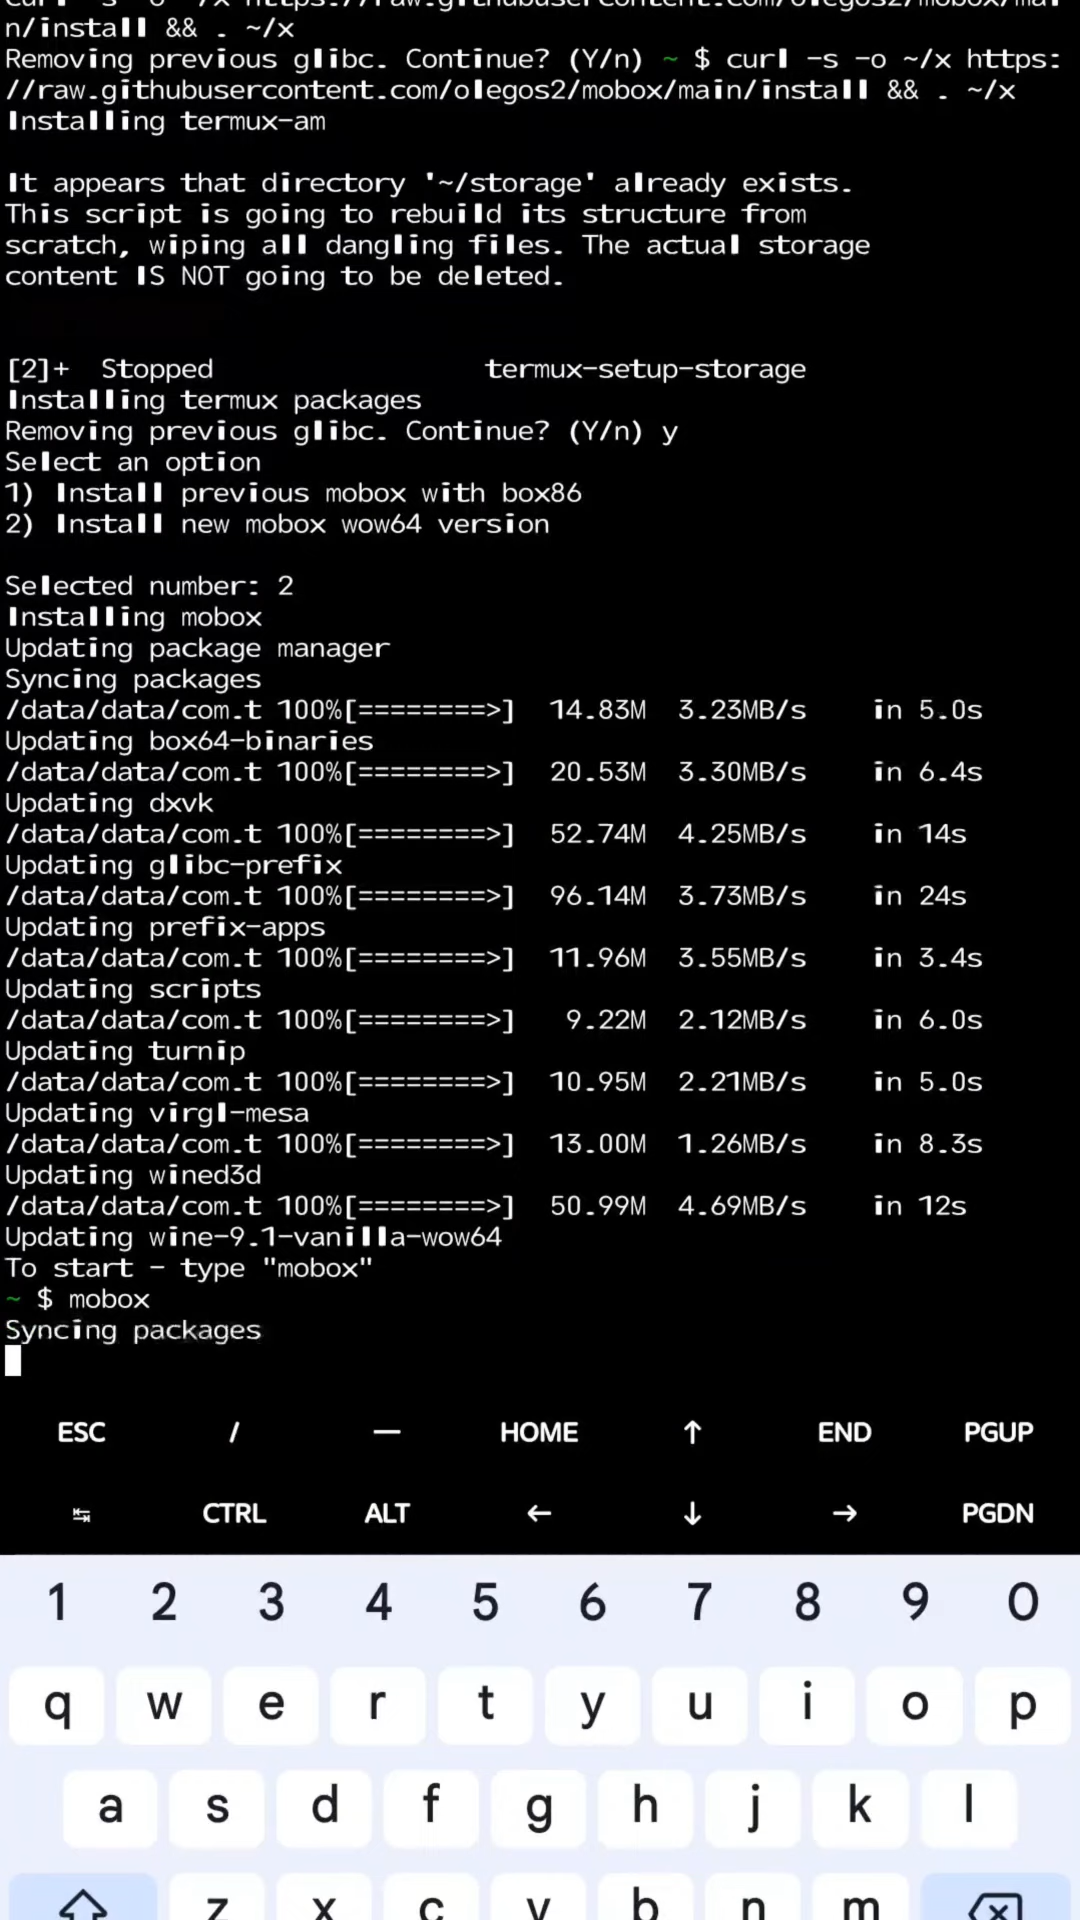 curl -s -o ~/x https://raw.githubusercontent.com/olegos2/mobox/mai
n/install && . ~/x
Removing previous glibc. Continue? (Y/n) ~ $ curl -s -o ~/x https:
//raw.githubusercontent.com/olegos2/mobox/main/install && . ~/x
Installing termux-am
It appears that directory '~/storage' already exists.
This script is going to rebuild its structure from
scratch, wiping all dangling files. The actual storage
content IS NOT going to be deleted.
[2]+  Stopped                 termux-setup-storage
Installing termux packages
Removing previous glibc. Continue? (Y/n) y
Select an option
1) Install previous mobox with box86
2) Install new mobox wow64 version
Selected number: 2
Installing mobox
Updating package manager
Syncing packages
/data/data/com.t 100%[========>]  14.83M  3.23MB/s    in 5.0s
Updating box64-binaries
/data/data/com.t 100%[========>]  20.53M  3.30MB/s    in 6.4s
Updating dxvk
/data/data/com.t 100%[========>]  52.74M  4.25MB/s    in 14s
Updating glibc-prefix
/data/data/com.t 100%[========>]  96.14M  3.73MB/s    in 24s
Updating prefix-apps
/data/data/com.t 100%[========>]  11.96M  3.55MB/s    in 3.4s
Updating scripts
/data/data/com.t 100%[========>]   9.22M  2.12MB/s    in 6.0s
Updating turnip
/data/data/com.t 100%[========>]  10.95M  2.21MB/s    in 5.0s
Updating virgl-mesa
/data/data/com.t 100%[========>]  13.00M  1.26MB/s    in 8.3s
Updating wined3d
/data/data/com.t 100%[========>]  50.99M  4.69MB/s    in 12s
Updating wine-9.1-vanilla-wow64
To start - type "mobox"
~ $ mobox
Syncing packages
ESC / — HOME ↑ END PGUP
↹ CTRL ALT ← ↓ → PGDN
1 2 3 4 5 6 7 8 9 0
q w e r t y u i o p
a s d f g h j k l
z x c v b n m